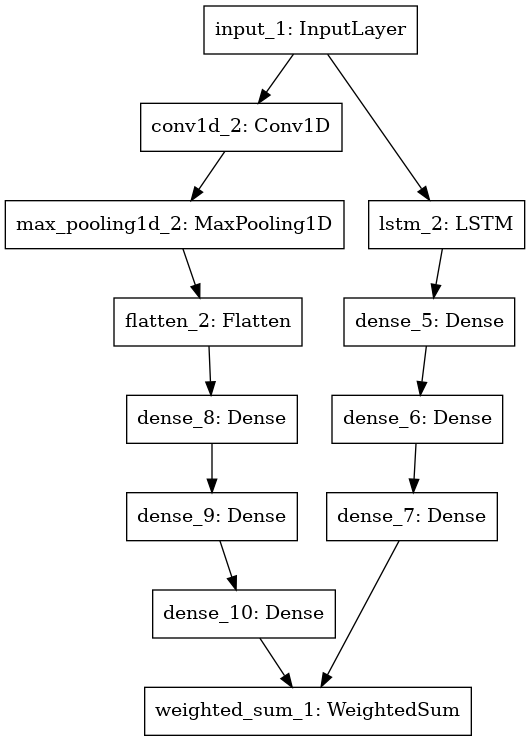 input_1: InputLayer
conv1d_2: Conv1D
max_pooling1d_2: MaxPooling1D
lstm_2: LSTM
flatten_2: Flatten
dense_5: Dense
dense_8: Dense
dense_6: Dense
dense_9: Dense
dense_7: Dense
dense_10: Dense
weighted_sum_1: WeightedSum